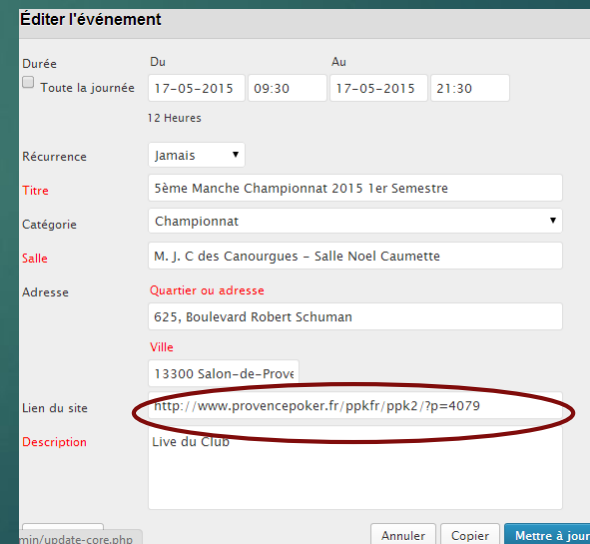 Éditer l'événement
Durée Du Au
Toute la journée 17-05-2015 09:30 17-05-2015 21:30
12 Heures
Récurrence Jamais
Titre 5ème Manche Championnat 2015 1er Semestre
Catégorie Championnat
Salle M. J. C des Canourgues - Salle Noel Caumette
Adresse Quartier ou adresse
625, Boulevard Robert Schuman
Ville
13300 Salon-de-Prove
Lien du site http://www.provencepoker.fr/ppkfr/ppk2/?p=4079
Description Live du Club
min/update-core.php Annuler Copier Mettre à jour